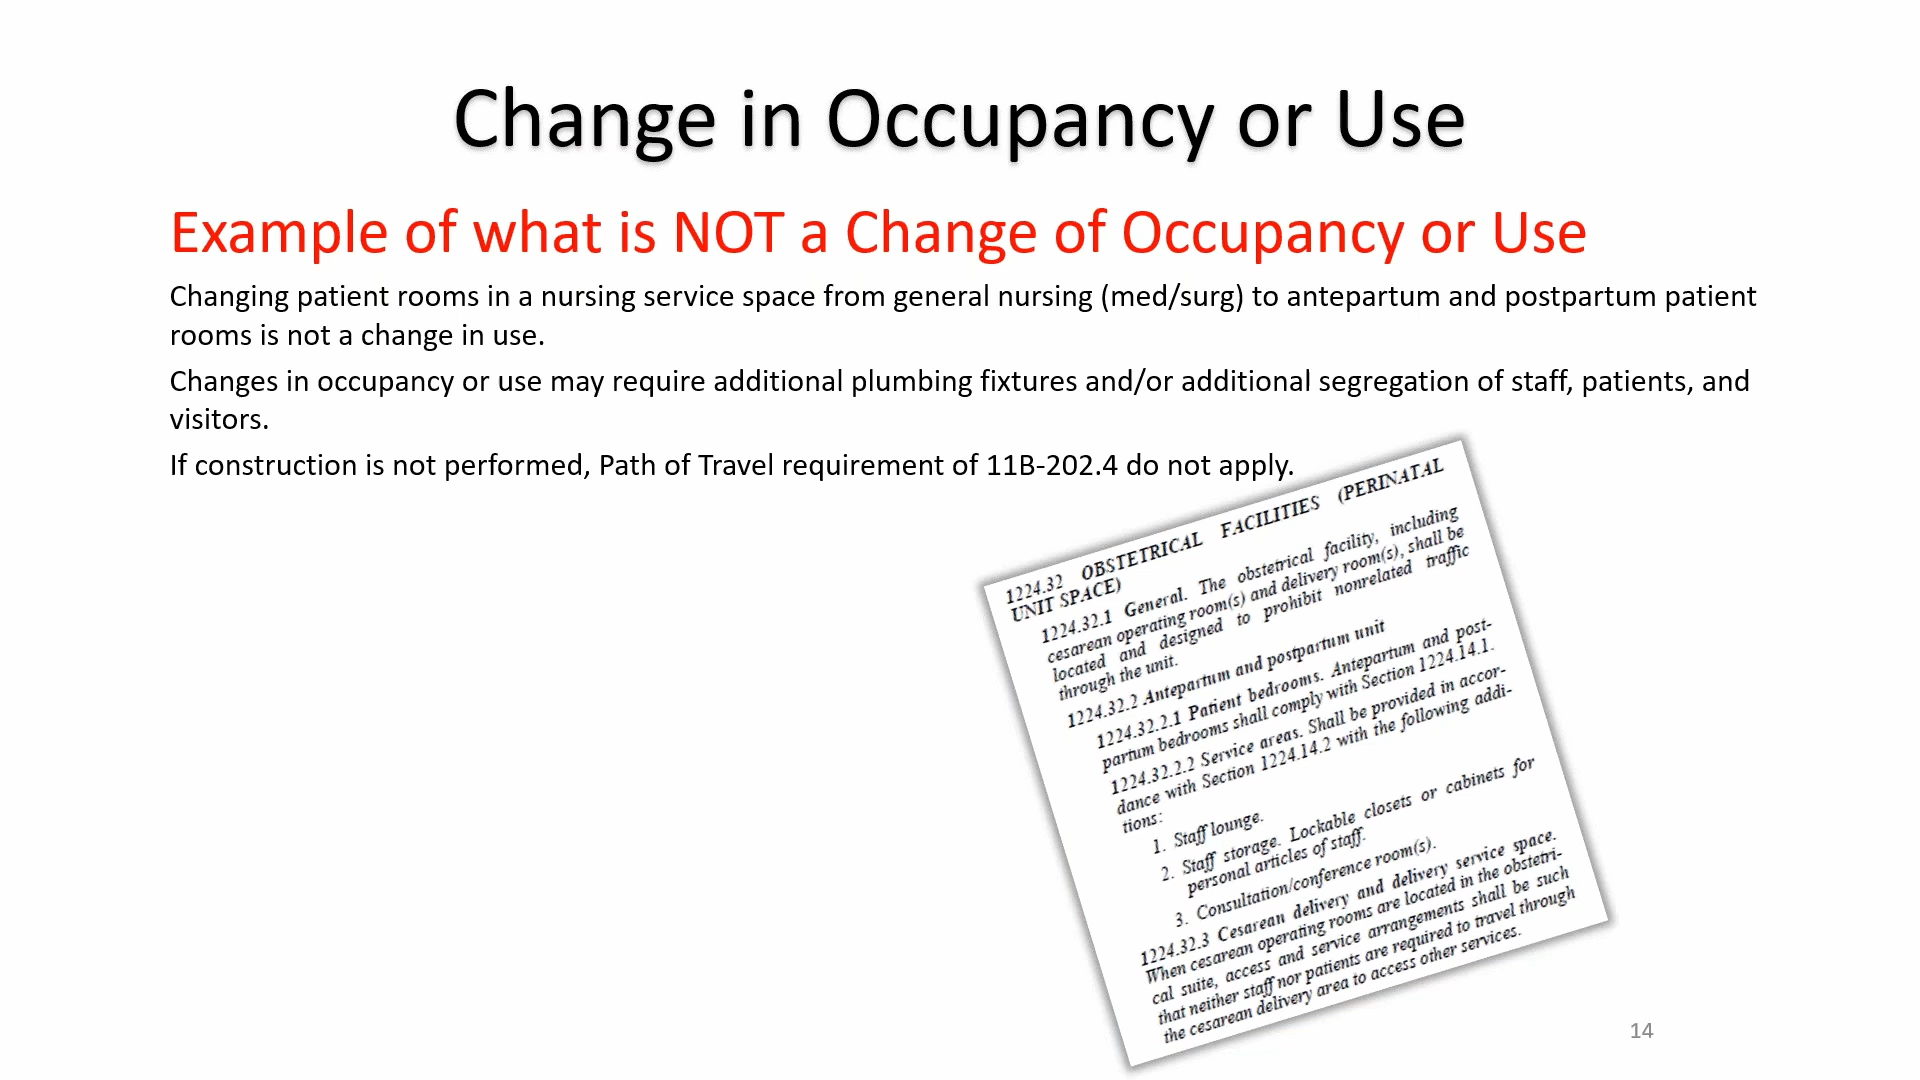 Change in Occupancy or Use
Example of what is NOT a Change of Occupancy or Use
Changing patient rooms in a nursing service space from general nursing (med/surg) to antepartum and postpartum patient
rooms is not a change in use.
Changes in occupancy or use may require additional plumbing fixtures and/or additional segregation of staff, patients, and
visitors.
If construction is not performed, Path of Travel requirement of 11B-202.4 do not apply.
1224.32 OBSTETRICAL FACILITIES (PERINATAL
UNIT SPACE)
1224.32.1 General. The obstetrical facility, including
cesarean operating room(s) and delivery room(s), shall be
located and designed to prohibit nonrelated traffic
through the unit.
1224.32.2 Antepartum and postpartum unit
1224.32.2.1 Patient bedrooms. Antepartum and post-
partum bedrooms shall comply with Section 1224.14.1.
1224.32.2.2 Service areas. Shall be provided in accor-
dance with Section 1224.14.2 with the following addi-
tions:
1. Staff lounge.
2. Staff storage. Lockable closets or cabinets for
personal articles of staff.
3. Consultation/conference room(s).
1224.32.3 Cesarean delivery and delivery service space.
When cesarean operating rooms are located in the obstetri-
cal suite, access and service arrangements shall be such
that neither staff nor patients are required to travel through
the cesarean delivery area to access other services.
14